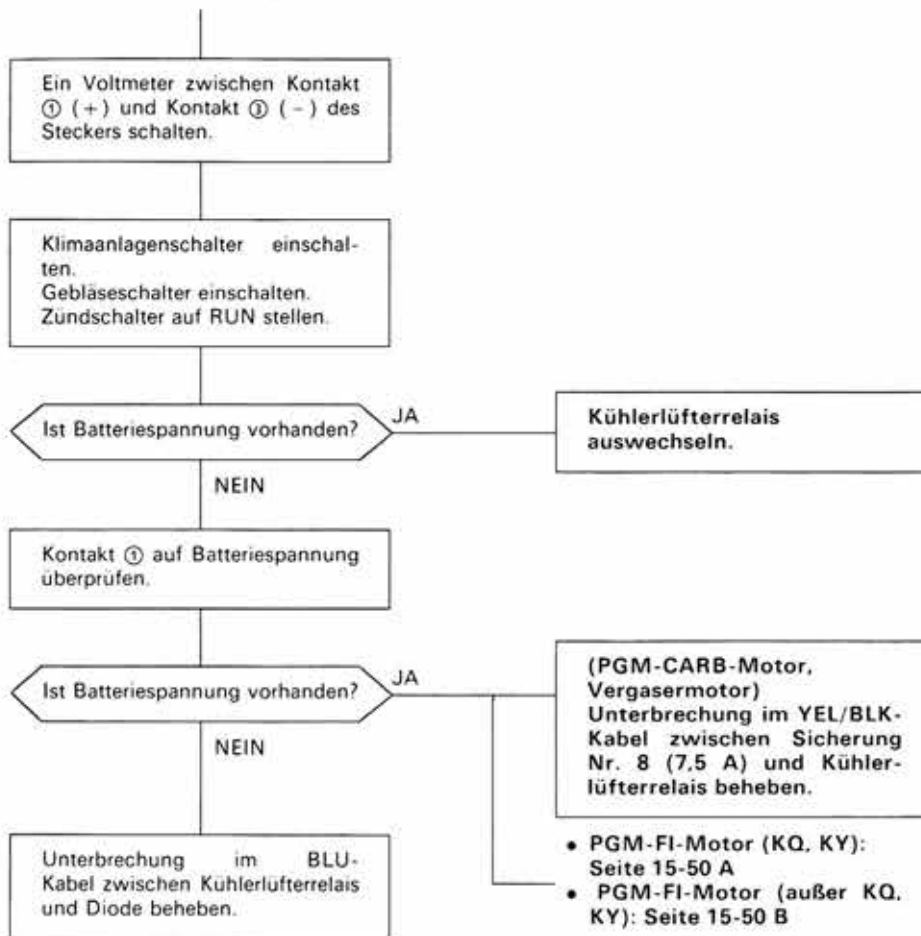 Ein Voltmeter zwischen Kontakt
① (+) und Kontakt ③ (–) des
Steckers schalten.
Klimaanlagenschalter einschal-
ten.
Gebläseschalter einschalten.
Zündschalter auf RUN stellen.
Ist Batteriespannung vorhanden?
JA
Kühlerlüfterrelais
auswechseln.
NEIN
Kontakt ① auf Batteriespannung
überprüfen.
Ist Batteriespannung vorhanden?
JA
(PGM-CARB-Motor,
Vergasermotor)
Unterbrechung im YEL/BLK-
Kabel zwischen Sicherung
Nr. 8 (7,5 A) und Kühler-
lüfterrelais beheben.
NEIN
Unterbrechung im BLU-
Kabel zwischen Kühlerlüfterrelais
und Diode beheben.
• PGM-FI-Motor (KQ, KY):
Seite 15-50 A
• PGM-FI-Motor (außer KQ,
KY): Seite 15-50 B